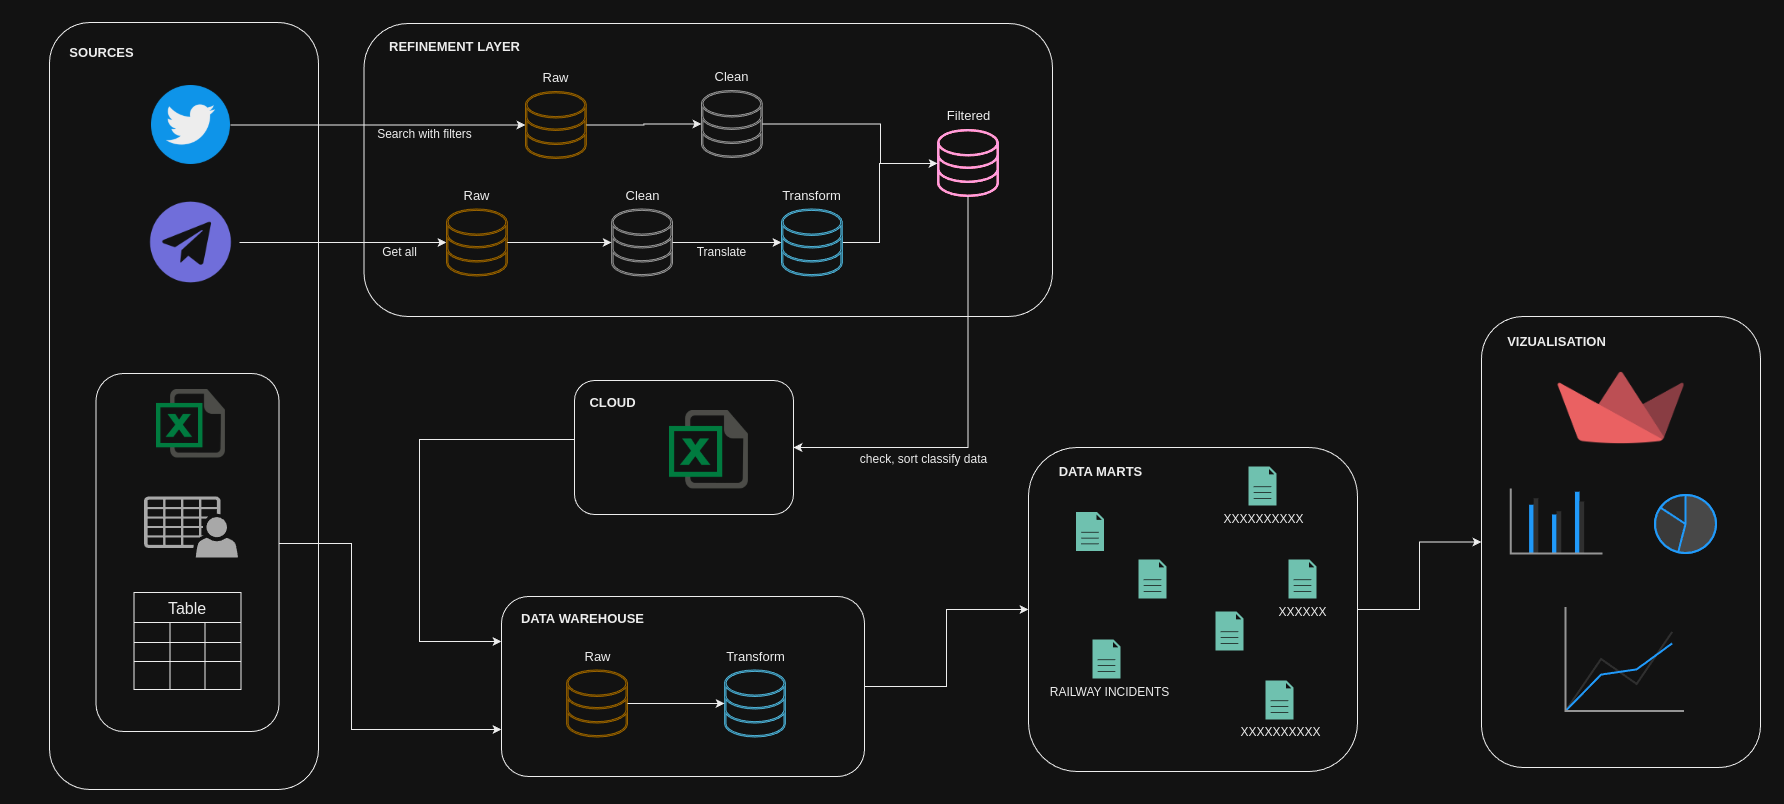 SOURCES
REFINEMENT LAYER
Raw
Clean
Filtered
Search with filters
Raw
Clean
Transform
Get all
Translate
VIZUALISATION
CLOUD
X
check, sort classify data
X
DATA MARTS
XXXXXXXXXX
XXXXXX
RAILWAY INCIDENTS
XXXXXXXXXX
Table
DATA WAREHOUSE
Raw
Transform